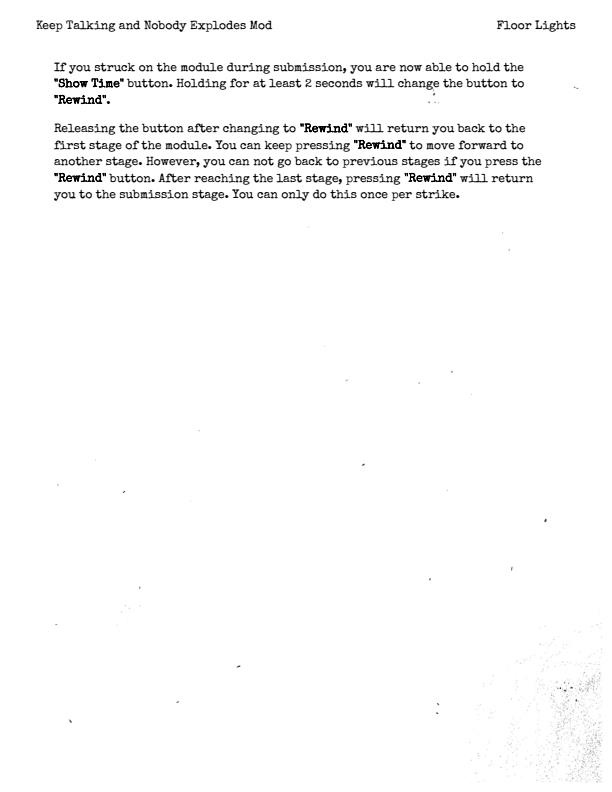 Keep Talking and Nobody Explodes Mod Floor Lights
If you struck on the module during submission, you are now able to hold the
"Show Time" button. Holding for at least 2 seconds will change the button to
"Rewind".
Releasing the button after changing to "Rewind" will return you back to the
first stage of the module. You can keep pressing "Rewind" to move forward to
another stage. However, you can not go back to previous stages if you press the
"Rewind" button. After reaching the last stage, pressing "Rewind" will return
you to the submission stage. You can only do this once per strike.